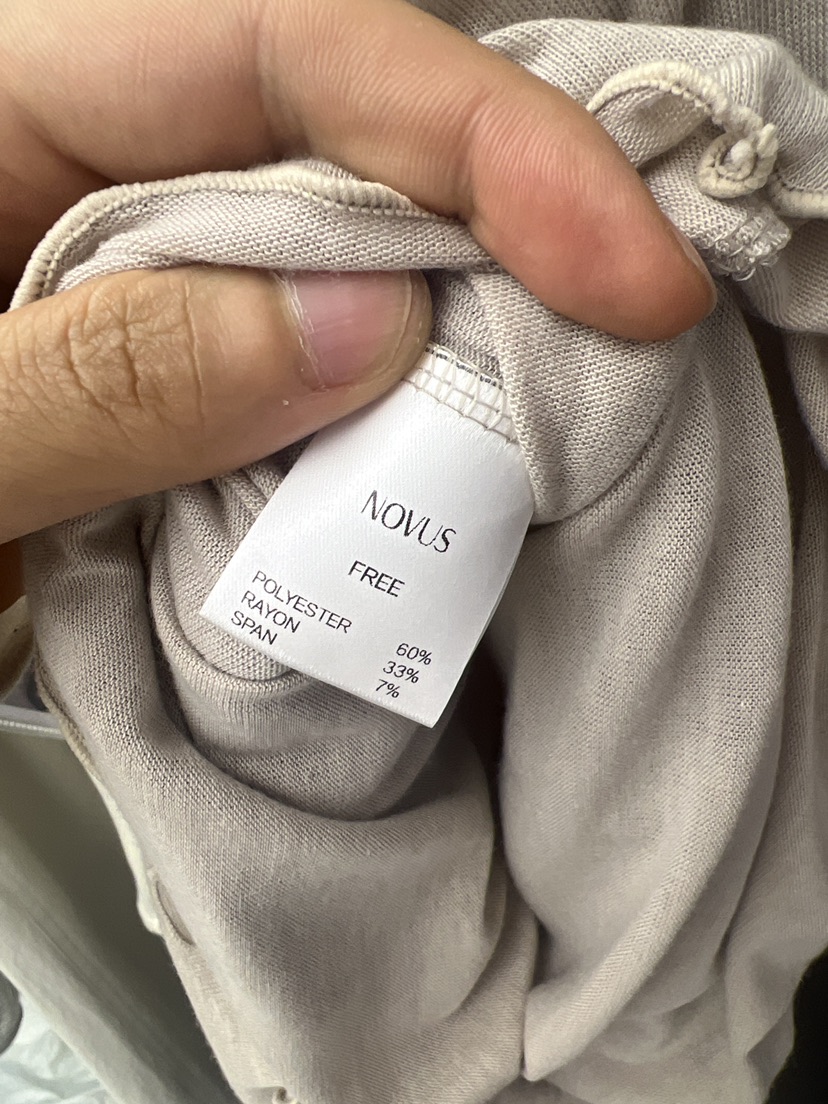 NOVUS
FREE
POLYESTER 60%
RAYON 33%
SPAN 7%